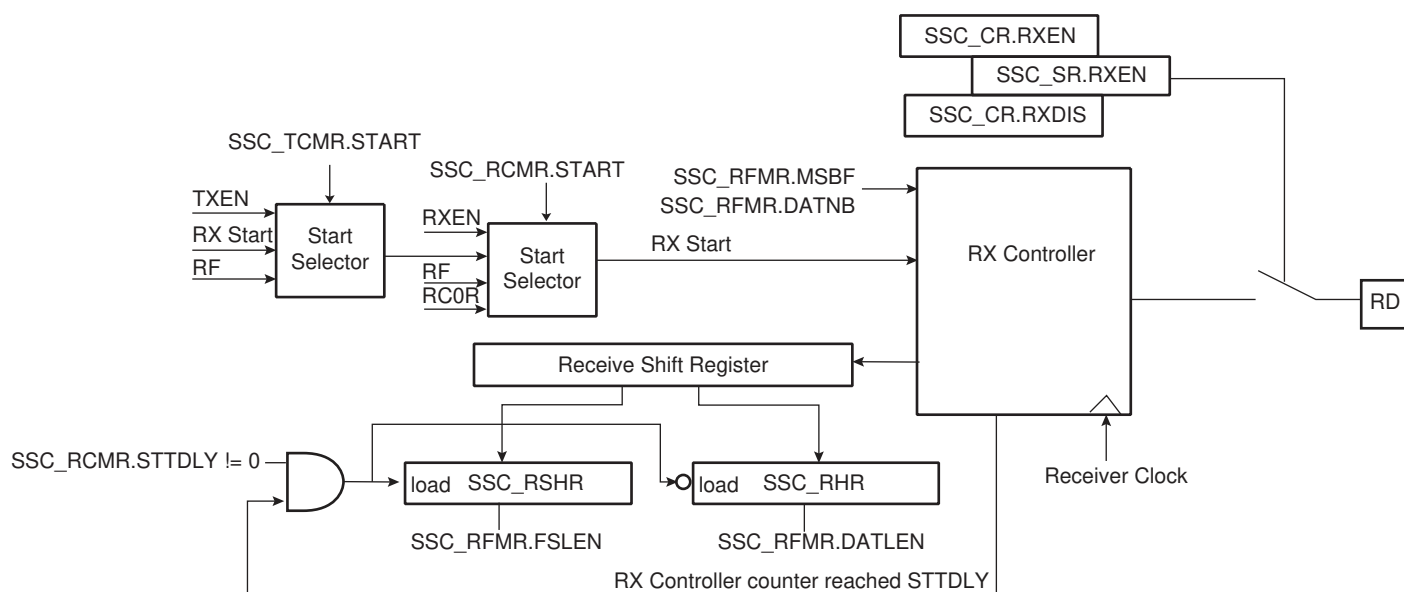 SSC_CR.RXEN
SSC_SR.RXEN
SSC_CR.RXDIS
SSC_TCMR.START
SSC_RCMR.START
SSC_RFMR.MSBF
SSC_RFMR.DATNB
TXEN
RX Start
RF
Start
Selector
RXEN
RF
RC0R
Start
Selector
RX Start
RX Controller
RD
Receive Shift Register
SSC_RCMR.STTDLY != 0
load SSC_RSHR
load SSC_RHR
Receiver Clock
SSC_RFMR.FSLEN
SSC_RFMR.DATLEN
RX Controller counter reached STTDLY